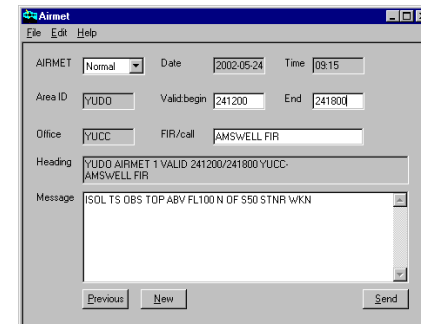 Airmet
File Edit Help
AIRMET Normal Date 2002-05-24 Time 09:15
Area ID YUDO Valid:begin 241200 End 241800
Office YUCC FIR/call AMSWELL FIR
Heading YUDO AIRMET 1 VALID 241200/241800 YUCC-
AMSWELL FIR
Message ISOL TS OBS TOP ABV FL100 N OF S50 STNR WKN
Previous New Send